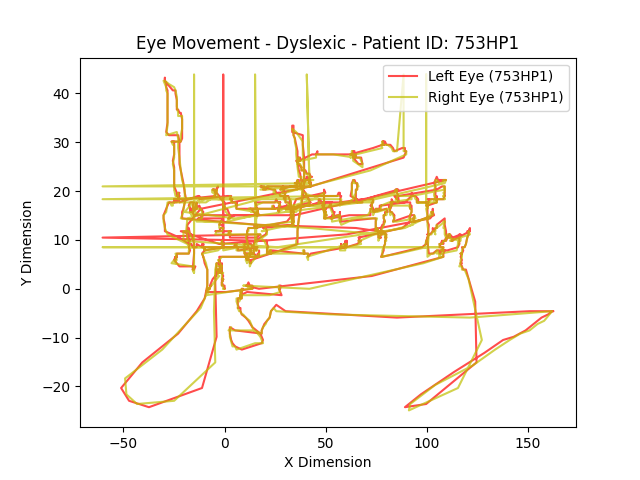 Eye Movement - Dyslexic - Patient ID: 753HP1
Left Eye (753HP1)
Right Eye (753HP1)
Y Dimension
40
30
20
10
0
−10
−20
−50
0
50
100
150
X Dimension